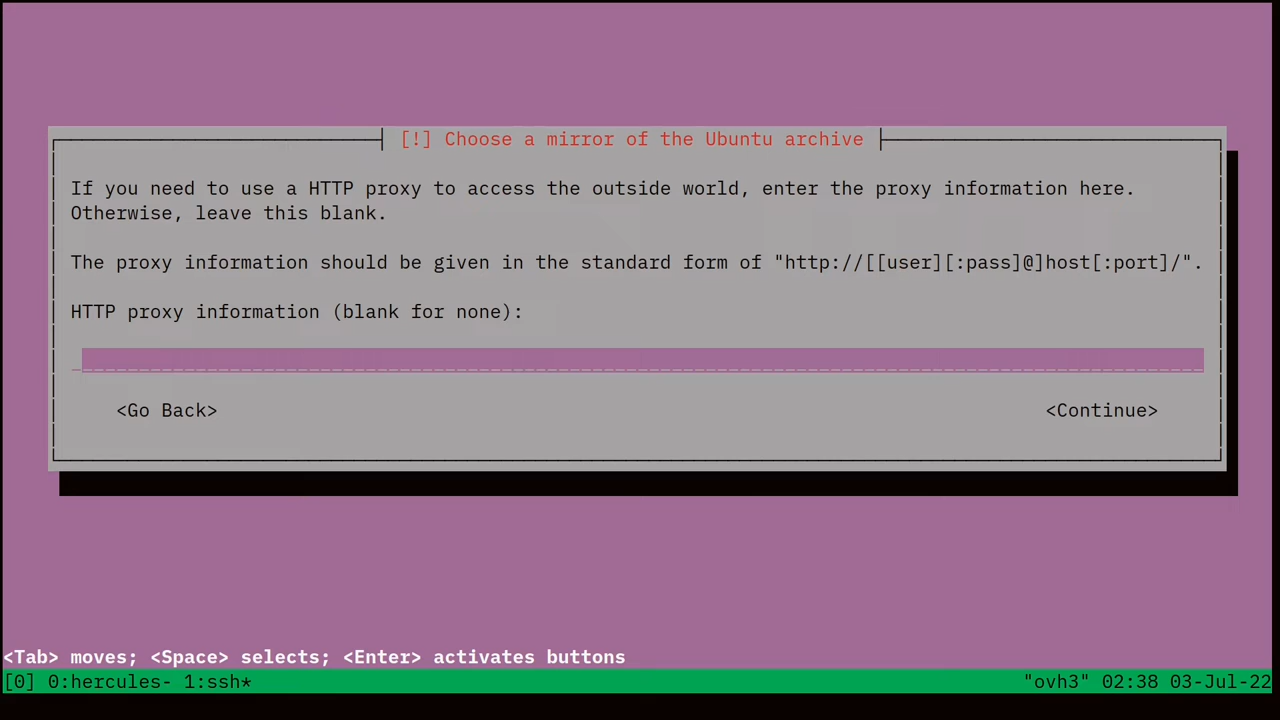 [!] Choose a mirror of the Ubuntu archive
If you need to use a HTTP proxy to access the outside world, enter the proxy information here.
Otherwise, leave this blank.
The proxy information should be given in the standard form of "http://[[user][:pass]@]host[:port]/".
HTTP proxy information (blank for none):
<Go Back> <Continue>
<Tab> moves; <Space> selects; <Enter> activates buttons
[0] 0:hercules- 1:ssh* "ovh3" 02:38 03-Jul-22